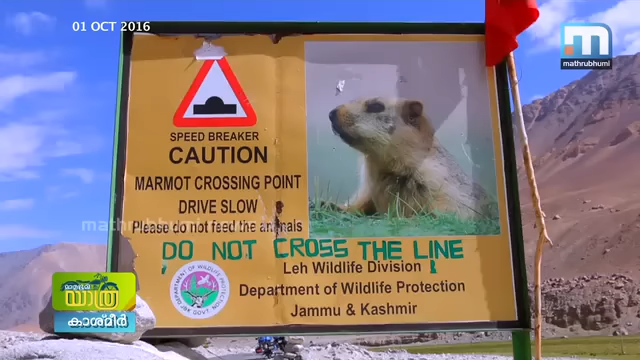 01 OCT 2016
mathrubhumi
SPEED BREAKER
CAUTION
MARMOT CROSSING POINT
DRIVE SLOW
mathrubhumi
Please do not feed the animals
DO NOT CROSS THE LINE
Leh Wildlife Division
Department of Wildlife Protection
Jammu & Kashmir
യാത്ര
കാശ്മീർ